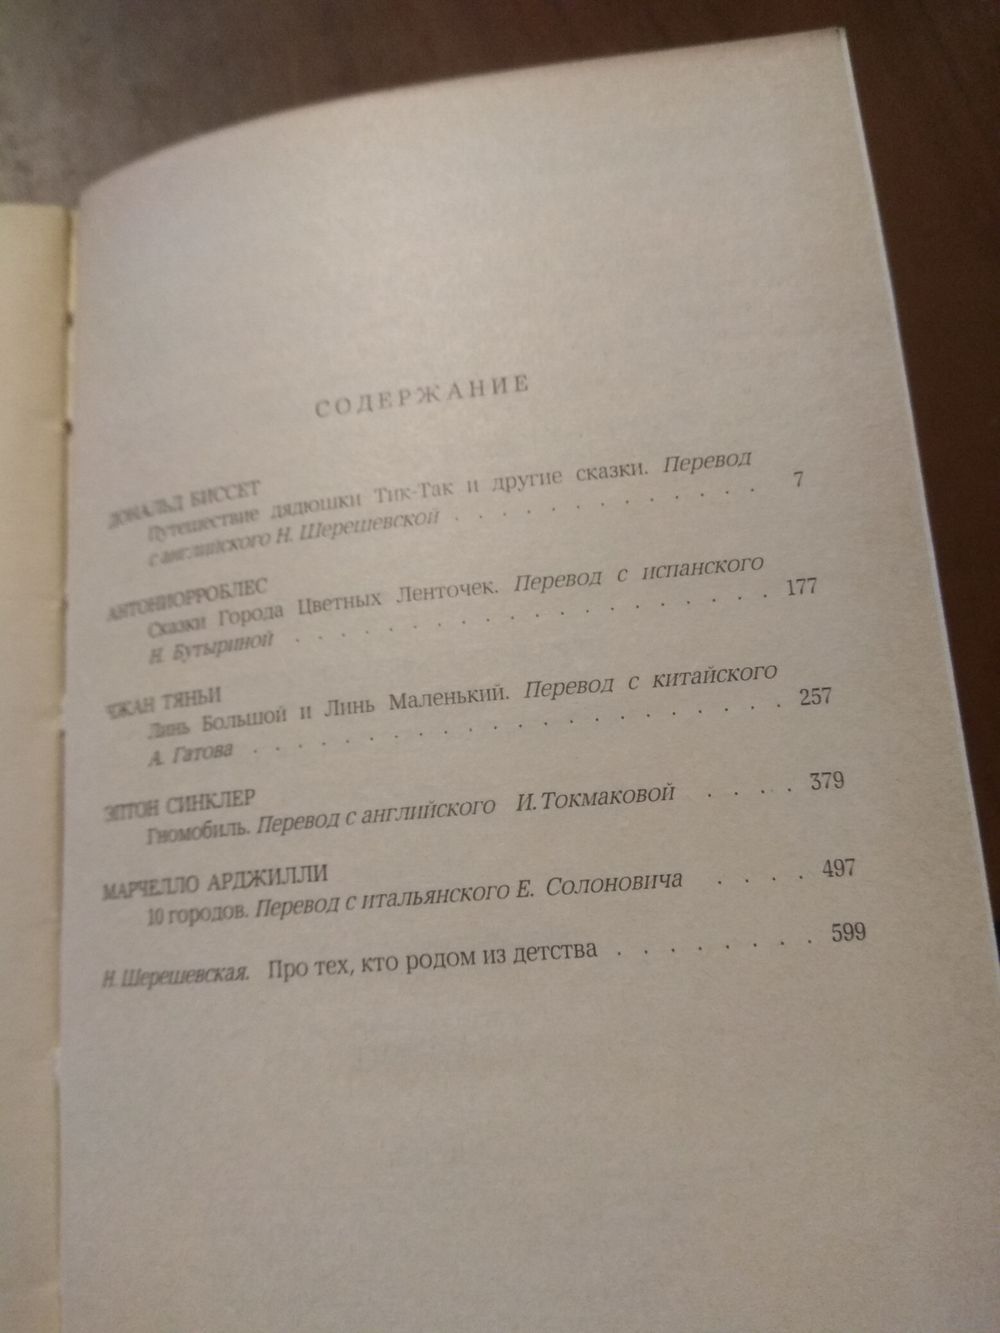 СОДЕРЖАНИЕ
ДОНАЛЬД БИССЕТ
Путешествие дядюшки Тик-Так и другие сказки. Перевод
с английского Н. Шерешевской . . . . . . . . . . . . . 7
АНТОНИОРРОБЛЕС
Сказки Города Цветных Ленточек. Перевод с испанского
Н. Бутыриной . . . . . . . . . . . . . . . . . . . . . 177
ЧЖАН ТЯНЬИ
Линь Большой и Линь Маленький. Перевод с китайского
А. Гатова . . . . . . . . . . . . . . . . . . . . . . . 257
ЭПТОН СИНКЛЕР
Гномобиль. Перевод с английского И. Токмаковой . . . . 379
МАРЧЕЛЛО АРДЖИЛЛИ
10 городов. Перевод с итальянского Е. Солоновича . . . . 497
Н. Шерешевская. Про тех, кто родом из детства . . . . . . . . 599